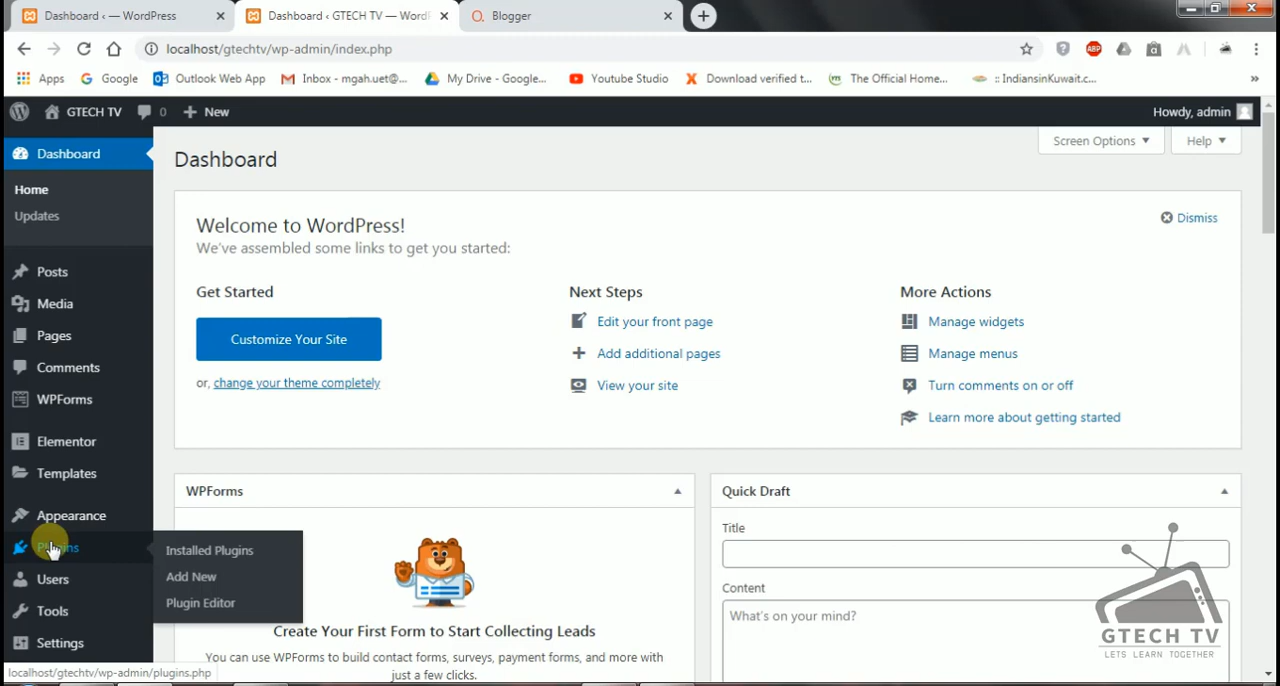 Dashboard ‹ — WordPress
Dashboard ‹ GTECH TV — WordF
Blogger
localhost/gtechtv/wp-admin/index.php
ABP
Apps
Google
Outlook Web App
Inbox - mgah.uet@...
My Drive - Google...
Youtube Studio
Download verified t...
The Official Home...
:: IndiansinKuwait.c...
»
GTECH TV
0
New
Howdy, admin
Dashboard
Home
Updates
Posts
Media
Pages
Comments
WPForms
Elementor
Templates
Appearance
Plugins
Users
Tools
Settings
Installed Plugins
Add New
Plugin Editor
localhost/gtechtv/wp-admin/plugins.php
Screen Options
Help
Dashboard
Welcome to WordPress!
We've assembled some links to get you started:
Dismiss
Get Started
Customize Your Site
or, change your theme completely
Next Steps
Edit your front page
Add additional pages
View your site
More Actions
Manage widgets
Manage menus
Turn comments on or off
Learn more about getting started
WPForms
Create Your First Form to Start Collecting Leads
You can use WPForms to build contact forms, surveys, payment forms, and more with
just a few clicks.
Quick Draft
Title
Content
What's on your mind?
GTECH TV
LETS LEARN TOGETHER